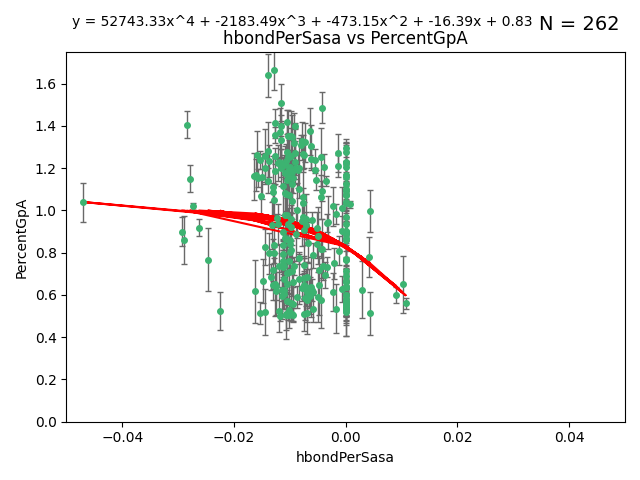 y = 52743.33x^4 + -2183.49x^3 + -473.15x^2 + -16.39x + 0.83 N = 262
hbondPerSasa vs PercentGpA
1.6
1.4
1.2
1.0
0.8
0.6
0.4
0.2
0.0
PercentGpA
−0.04 −0.02 0.00 0.02 0.04
hbondPerSasa